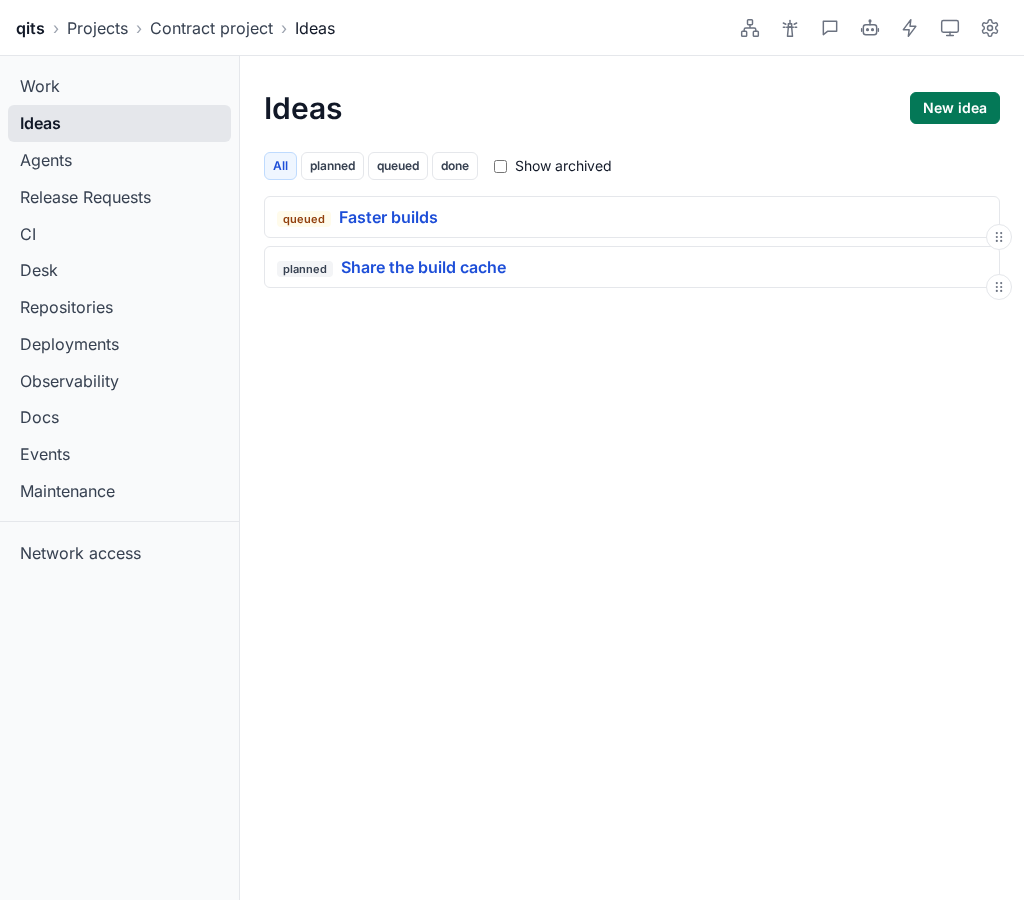 qits › Projects › Contract project › Ideas
Work
Ideas
Agents
Release Requests
CI
Desk
Repositories
Deployments
Observability
Docs
Events
Maintenance
Network access
Ideas
New idea
All planned queued done Show archived
queued Faster builds
planned Share the build cache